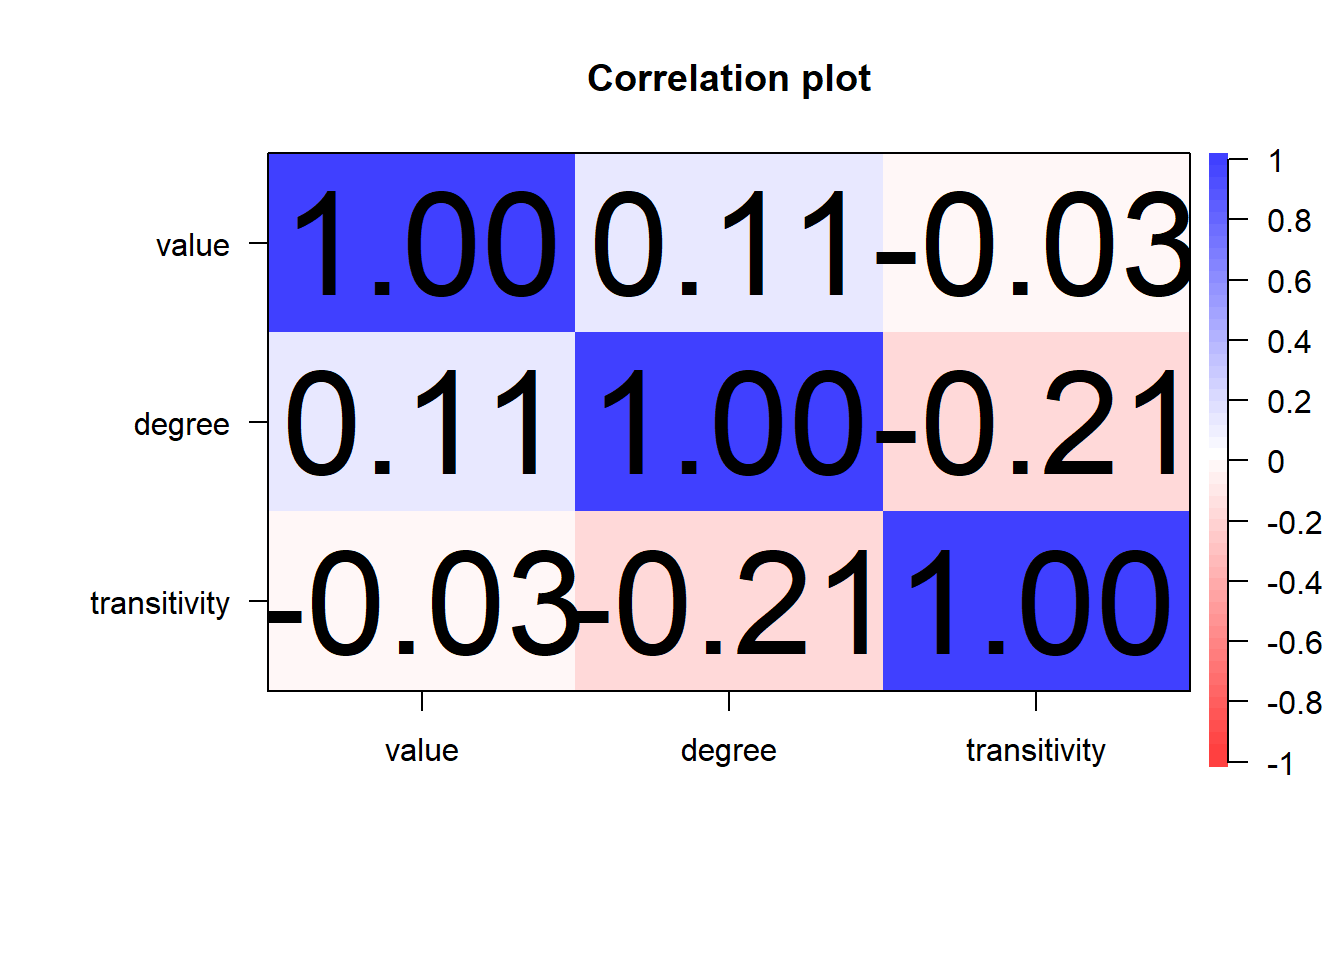 Correlation plot
value 1.00 0.11 -0.03
degree 0.11 1.00 -0.21
transitivity -0.03 -0.21 1.00
value degree transitivity
1
0.8
0.6
0.4
0.2
0
-0.2
-0.4
-0.6
-0.8
-1